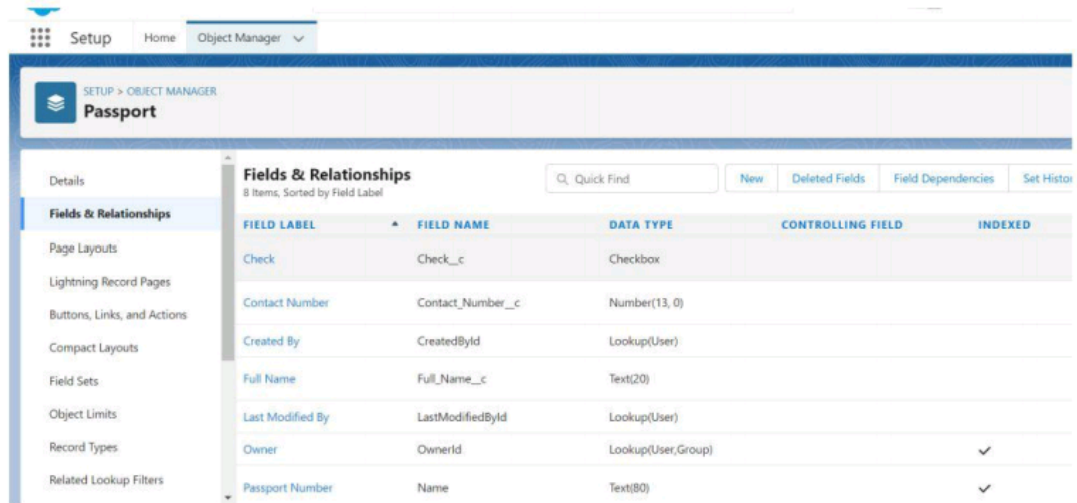 Setup Home Object Manager
SETUP > OBJECT MANAGER
Passport
Details
Fields & Relationships
Page Layouts
Lightning Record Pages
Buttons, Links, and Actions
Compact Layouts
Field Sets
Object Limits
Record Types
Related Lookup Filters
Fields & Relationships
8 Items, Sorted by Field Label
Quick Find New Deleted Fields Field Dependencies Set Histor
FIELD LABEL FIELD NAME DATA TYPE CONTROLLING FIELD INDEXED
Check Check__c Checkbox
Contact Number Contact_Number__c Number(13, 0)
Created By CreatedById Lookup(User)
Full Name Full_Name__c Text(20)
Last Modified By LastModifiedById Lookup(User)
Owner OwnerId Lookup(User,Group)
Passport Number Name Text(80)